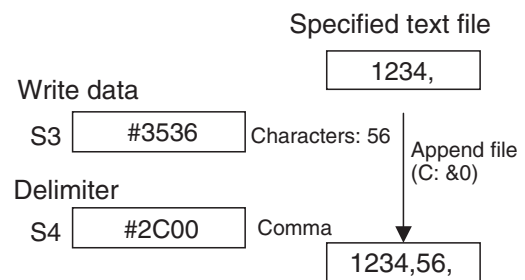 Specified text file
1234,
Write data
S3 #3536 Characters: 56
Append file
(C: &0)
Delimiter
S4 #2C00 Comma
1234,56,